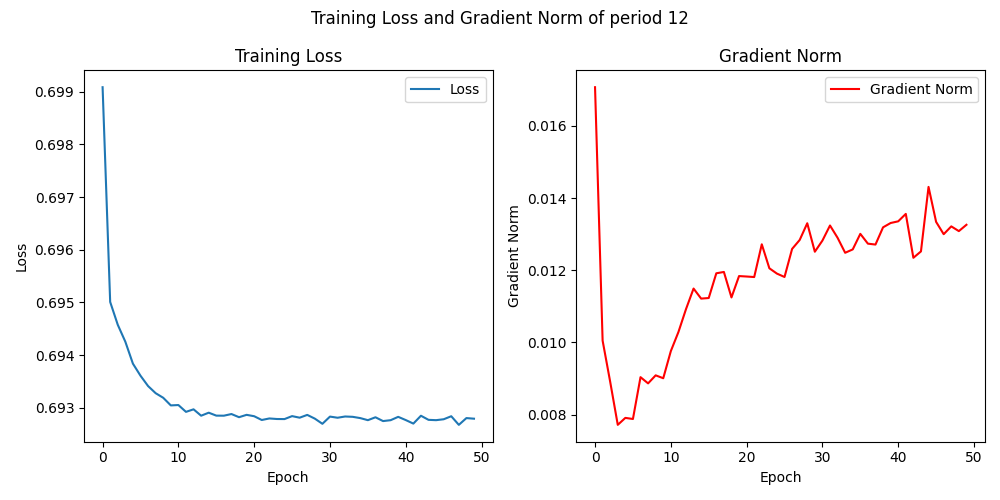 Training Loss and Gradient Norm of period 12
Training Loss
Loss
0.699
0.698
0.697
0.696
0.695
0.694
0.693
Loss
0
10
20
30
40
50
Epoch
Gradient Norm
Gradient Norm
0.016
0.014
0.012
0.010
0.008
Gradient Norm
0
10
20
30
40
50
Epoch